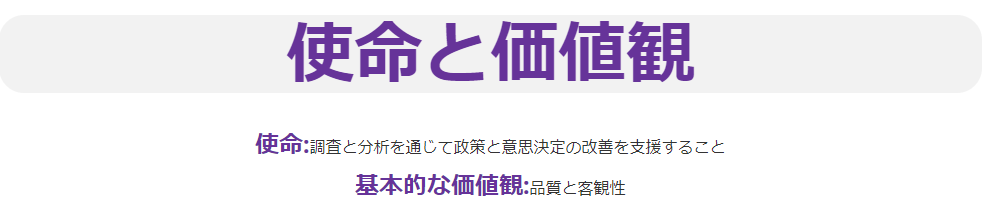 使命と価値観
使命:調査と分析を通じて政策と意思決定の改善を支援すること
基本的な価値観:品質と客観性